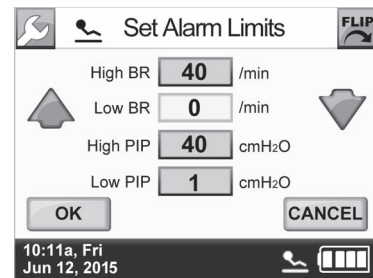 Set Alarm Limits
FLIP
High BR 40 /min
Low BR 0 /min
High PIP 40 cmH2O
Low PIP 1 cmH2O
OK CANCEL
10:11a, Fri
Jun 12, 2015